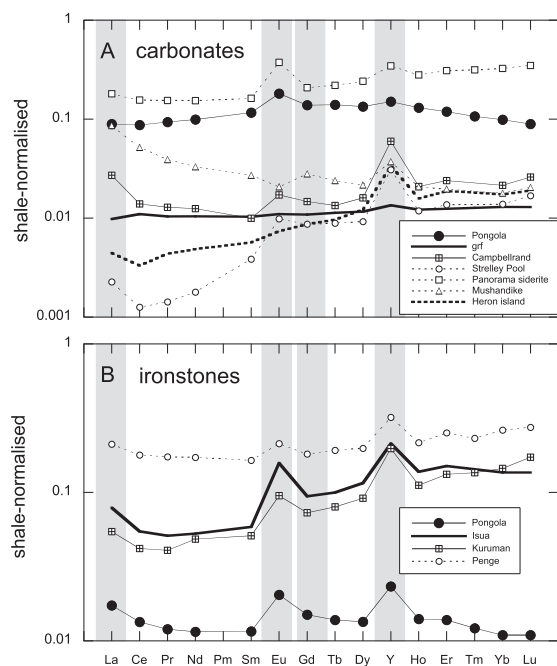 1
A carbonates
0.1
shale-normalised
0.01
Pongola
grf
Campbellrand
Strelley Pool
Panorama siderite
Mushandike
Heron island
0.001
1
B ironstones
shale-normalised
0.1
Pongola
Isua
Kuruman
Penge
0.01
La Ce Pr Nd Pm Sm Eu Gd Tb Dy Y Ho Er Tm Yb Lu